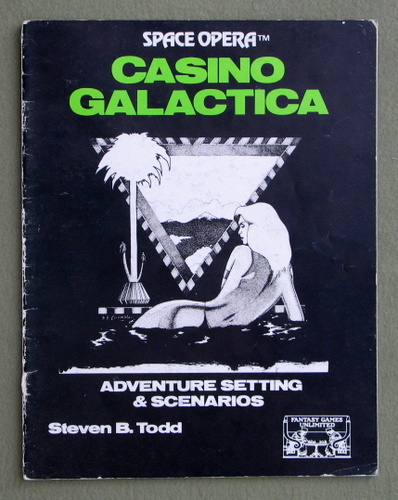 SPACE OPERA™
CASINO
GALACTICA
ADVENTURE SETTING
& SCENARIOS
Steven B. Todd
FANTASY GAMES
UNLIMITED